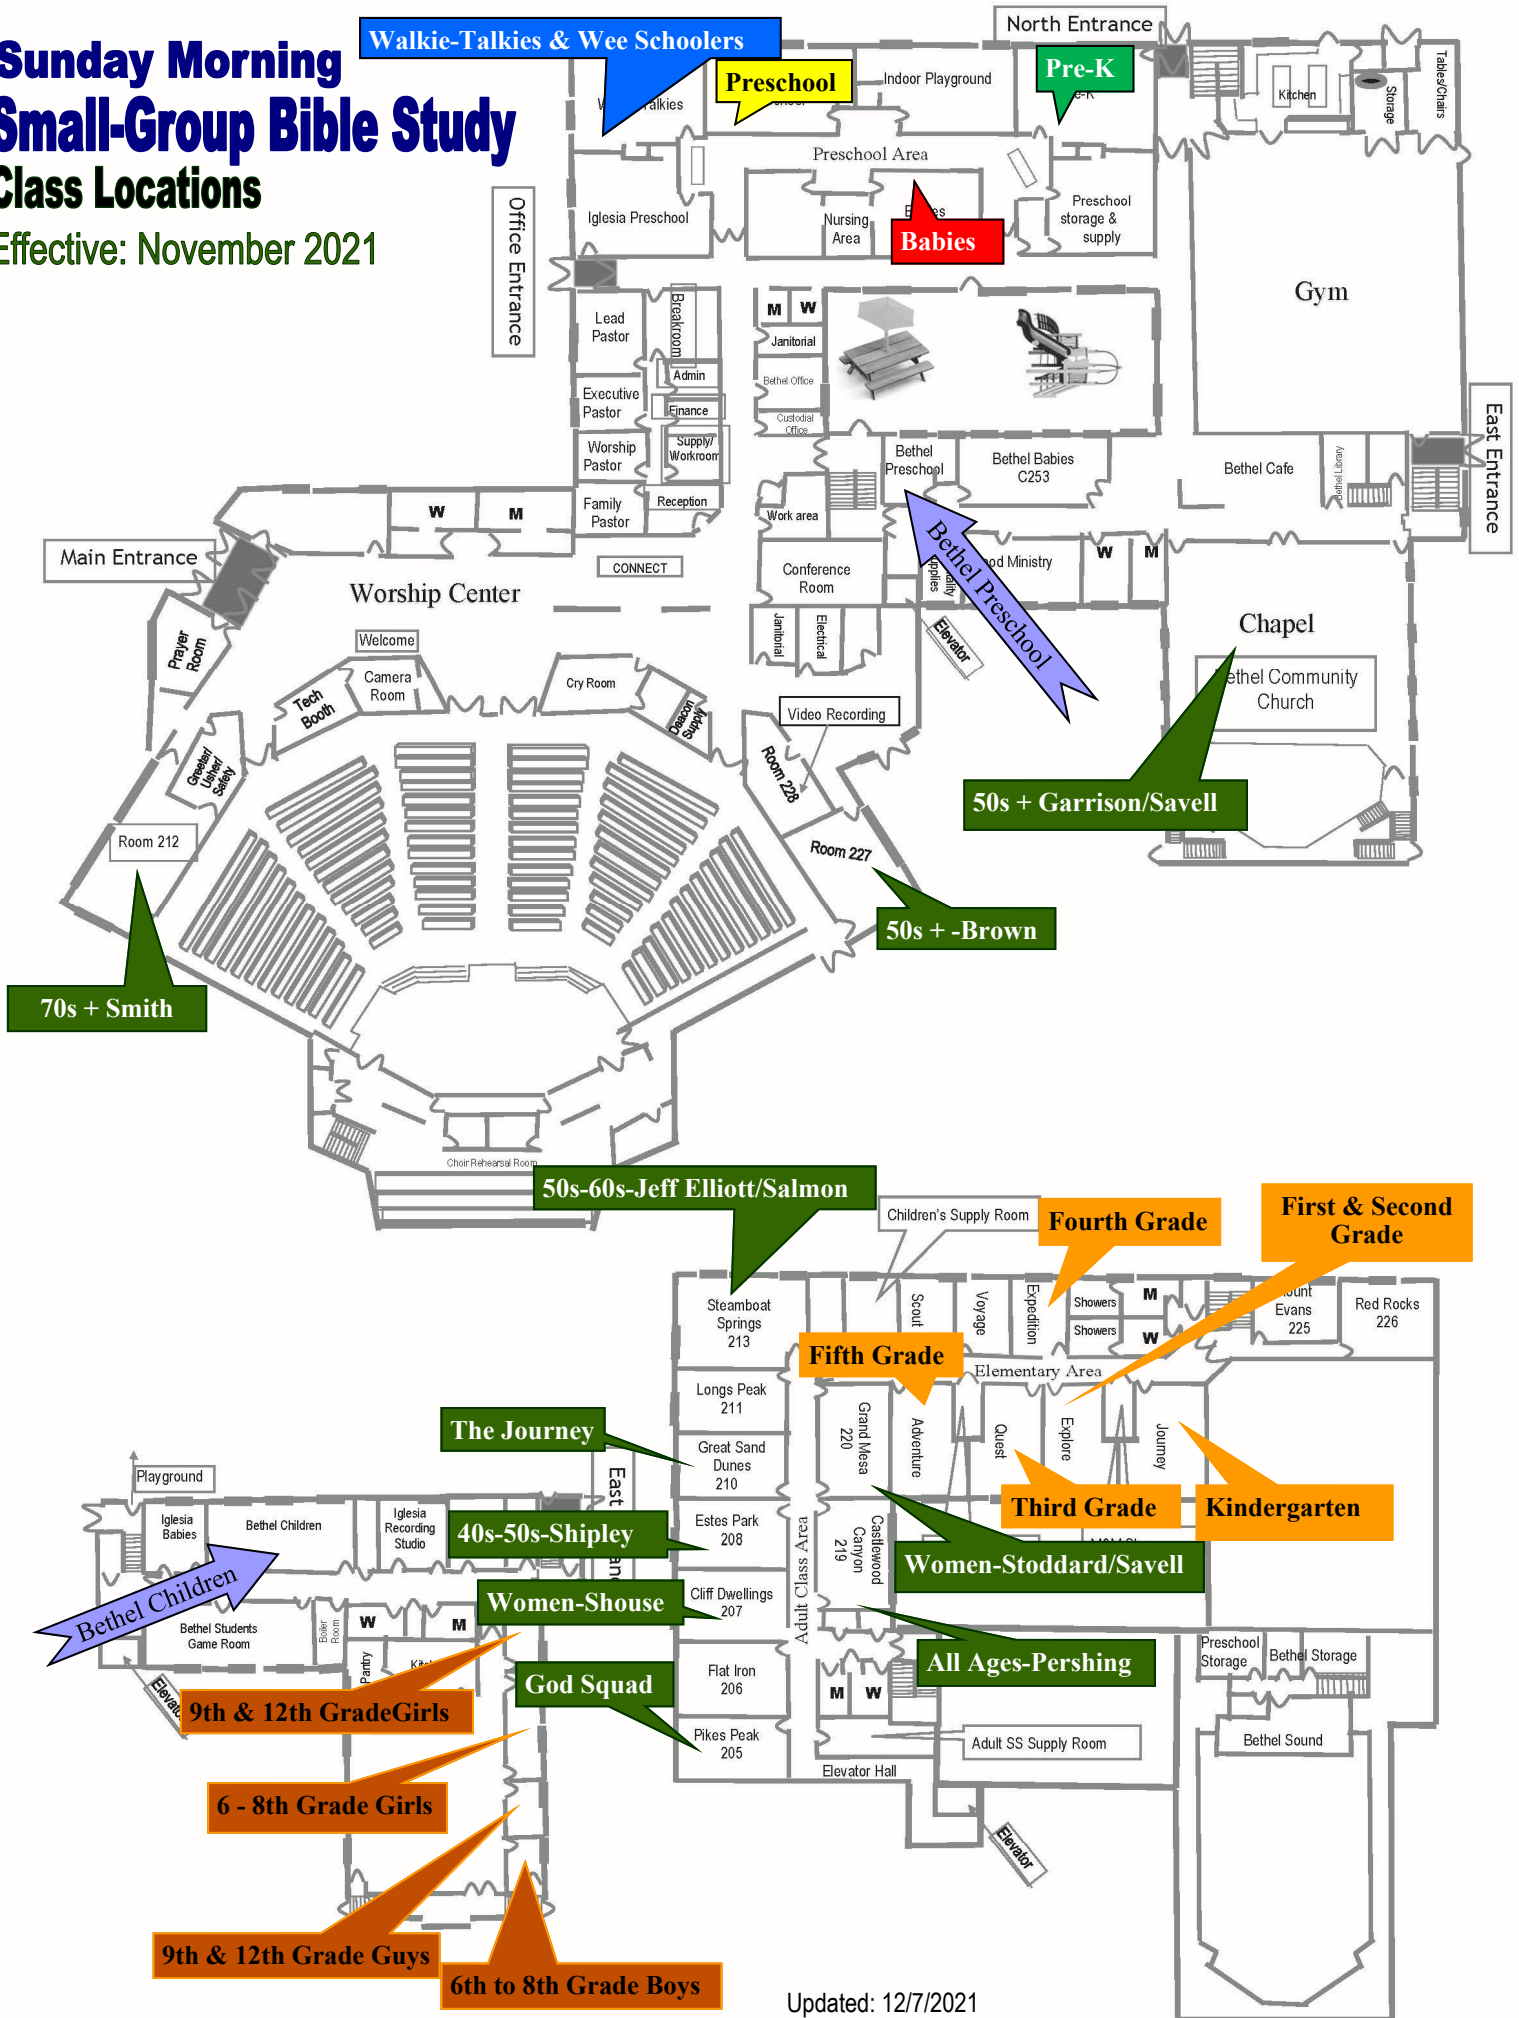 Sunday Morning
Small-Group Bible Study
Class Locations
Effective: November 2021
Walkie-Talkies & Wee Schoolers
Preschool
Indoor Playground
North Entrance
Pre-K
Kitchen
Storage
Tables/Chairs
Preschool Area
Office Entrance
Iglesia Preschool
Nursing
Area
Babies
Preschool
storage &
supply
Gym
Lead
Pastor
Breakroom
Admin
Executive
Pastor
Finance
Worship
Pastor
Supply/
Workroom
Family
Pastor
Reception
M W
Janitorial
Bethel Office
Custodial
Office
Work area
Bethel
Preschool
Bethel Babies
C253
Bethel Cafe
Bethel Library
East Entrance
W M
Main Entrance
CONNECT
Worship Center
Conference
Room
Bethel Preschool
Ministry
W M
Janitorial
Electrical
Elevator
Chapel
Community
Church
Prayer
Room
Welcome
Tech
Booth
Camera
Room
Cry Room
Deacon
Supply
Video Recording
Greeter/
Usher/
Safety
Room 228
Room 212
Room 227
50s + Garrison/Savell
50s + -Brown
70s + Smith
Choir Rehearsal Room
50s-60s-Jeff Elliott/Salmon
Children's Supply Room
Fourth Grade
First & Second
Grade
Steamboat
Springs
213
Scout
Voyage
Expedition
Showers
M
Showers
W
Evans
225
Red Rocks
226
Fifth Grade
Elementary Area
Longs Peak
211
Grand Mesa
220
Adventure
Quest
Explore
Journey
The Journey
Great Sand
Dunes
210
Third Grade
Kindergarten
Playground
Iglesia
Babies
Bethel Children
Iglesia
Recording
Studio
East
40s-50s-Shipley
Estes Park
208
Adult Class Area
Castlewood
Canyon
219
Women-Stoddard/Savell
Bethel Children
Women-Shouse
Cliff Dwellings
207
Bethel Students
Game Room
Boiler
Room
W
M
Pantry
Elevator
9th & 12th GradeGirls
God Squad
Flat Iron
206
All Ages-Pershing
M W
Preschool
Storage
Bethel Storage
Pikes Peak
205
Adult SS Supply Room
Bethel Sound
Elevator Hall
6 - 8th Grade Girls
Elevator
9th & 12th Grade Guys
6th to 8th Grade Boys
Updated: 12/7/2021